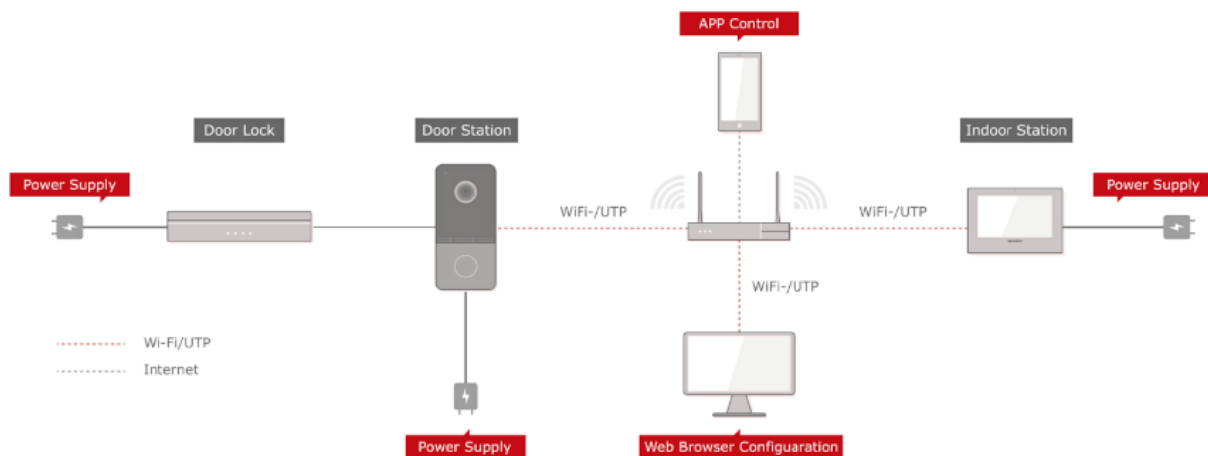 APP Control
Door Lock
Door Station
Indoor Station
Power Supply
Power Supply
WiFi-/UTP
WiFi-/UTP
WiFi-/UTP
Wi-Fi/UTP
Internet
Power Supply
Web Browser Configuaration